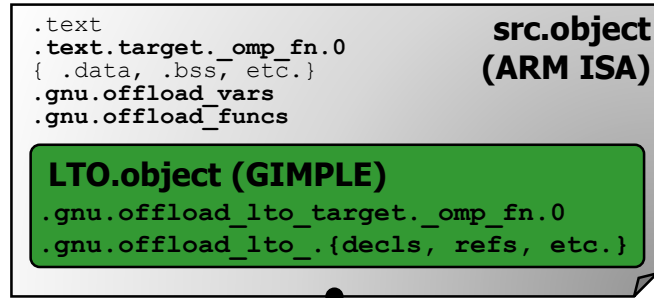 .text
.text.target._omp_fn.0
{ .data, .bss, etc.}
.gnu.offload_vars
.gnu.offload_funcs
src.object
(ARM ISA)
LTO.object (GIMPLE)
.gnu.offload_lto_target._omp_fn.0
.gnu.offload_lto_.{decls, refs, etc.}